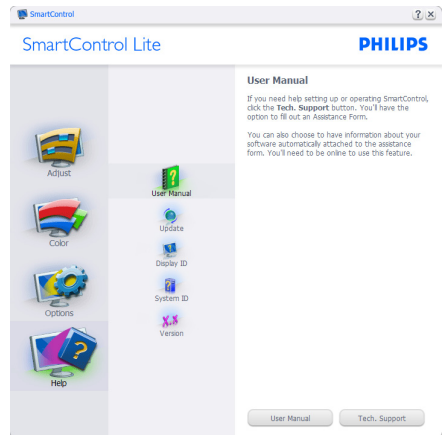 SmartControl
SmartControl Lite
PHILIPS
Adjust
Color
Options
Help
User Manual
Update
Display ID
System ID
X.X
Version
User Manual
If you need help setting up or operating SmartControl,
click the Tech. Support button. You'll have the
option to fill out an Assistance Form.
You can also choose to have information about your
software automatically attached to the assistance
form. You'll need to be online to use this feature.
User Manual
Tech. Support